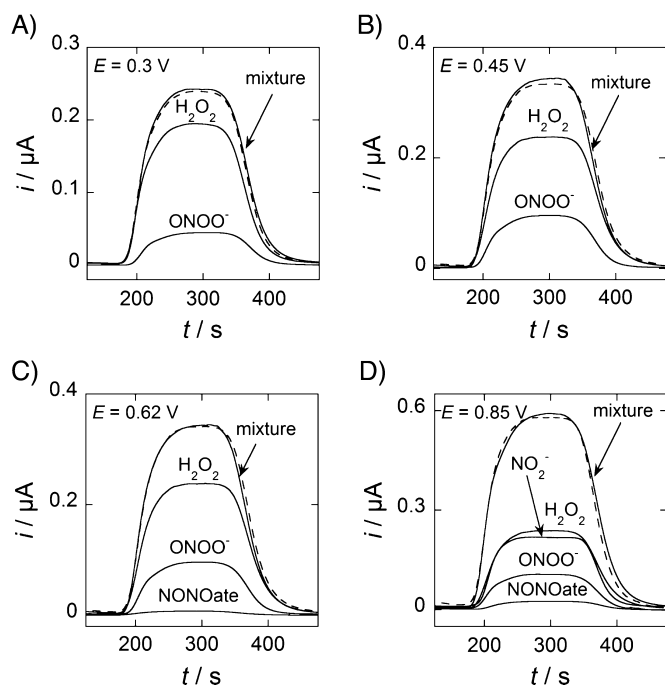 A)
E = 0.3 V
mixture
H₂O₂
ONOO⁻
0.3
0.2
0.1
0
i / µA
200 300 400
t / s
B)
E = 0.45 V
mixture
H₂O₂
ONOO⁻
0.4
0.2
0
i / µA
200 300 400
t / s
C)
E = 0.62 V
mixture
H₂O₂
ONOO⁻
NONOate
0.4
0.2
0
i / µA
200 300 400
t / s
D)
E = 0.85 V
mixture
NO₂⁻
H₂O₂
ONOO⁻
NONOate
0.6
0.3
0.0
i / µA
200 300 400
t / s